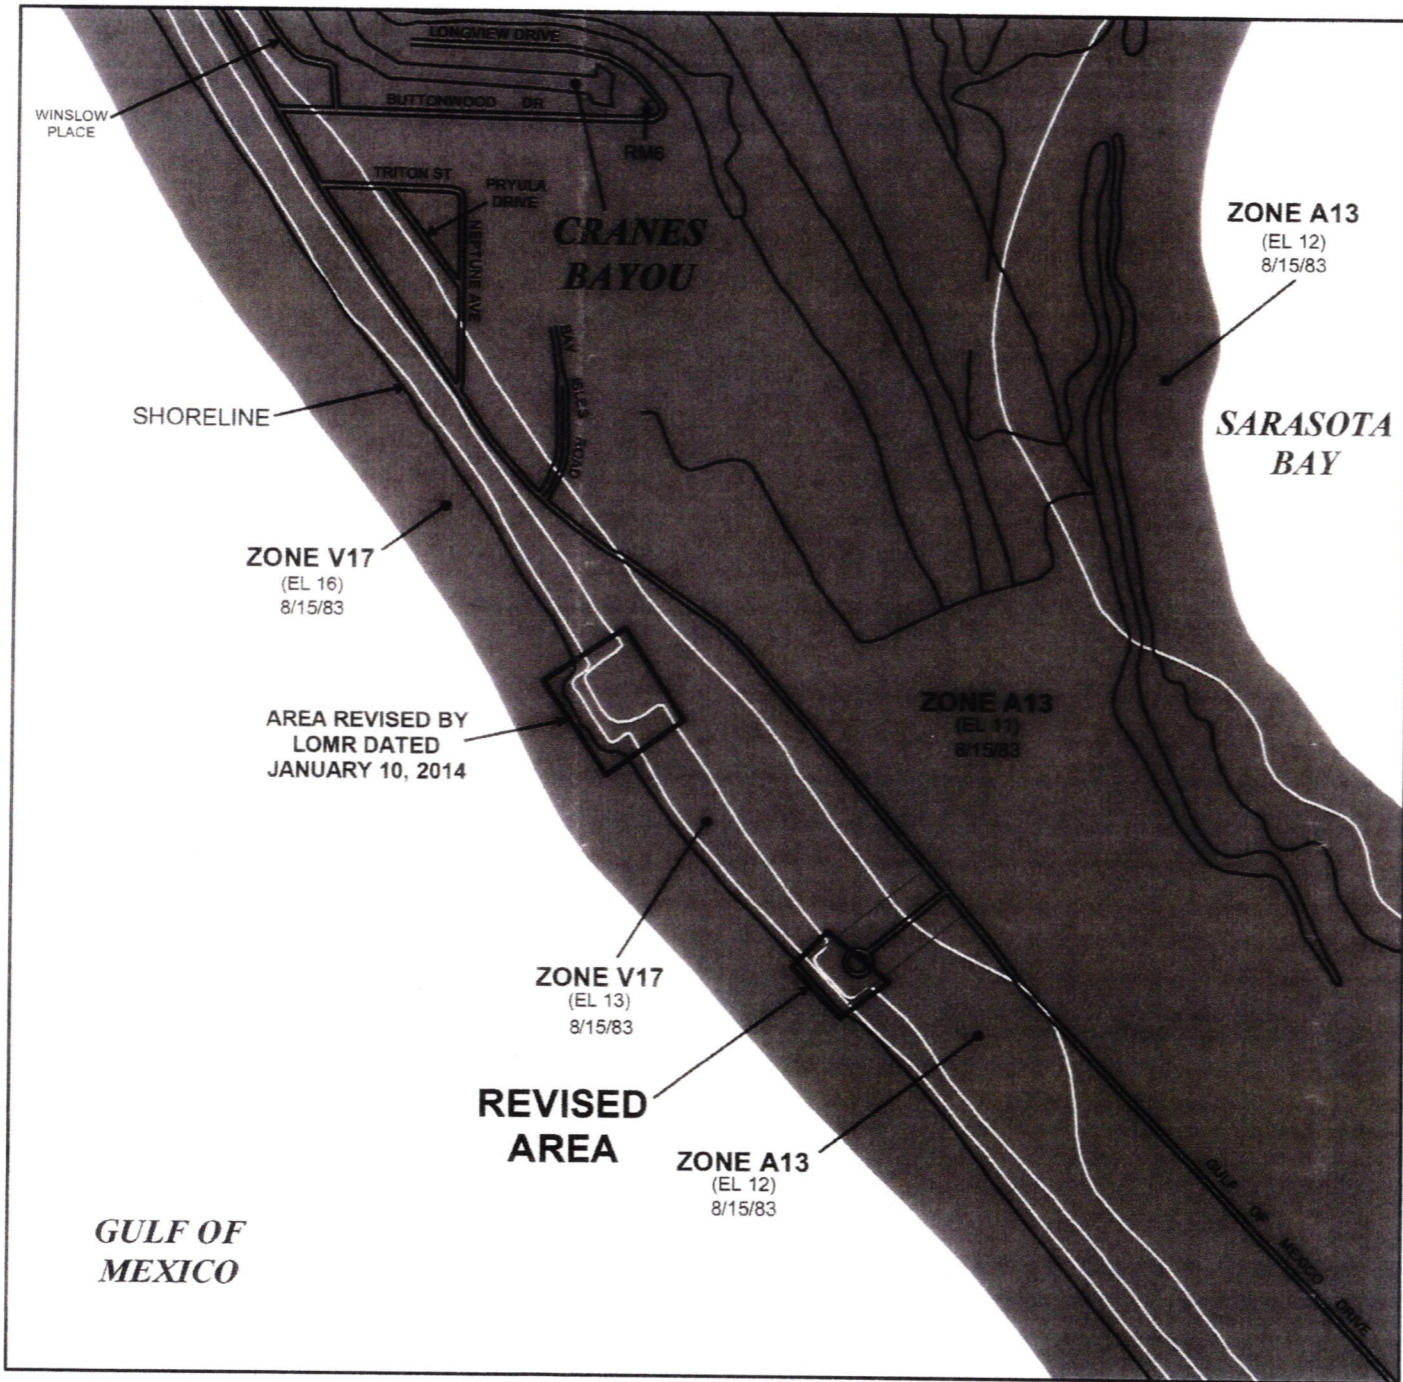 LONGVIEW DRIVE
WINSLOW
PLACE
BUTTONWOOD DR
RM6
TRITON ST
PRYULA
DRIVE
NEPTUNE AVE
CRANES
BAYOU
ZONE A13
(EL 12)
8/15/83
BAY ISLES ROAD
SHORELINE
SARASOTA
BAY
ZONE V17
(EL 16)
8/15/83
ZONE A13
(EL 11)
8/15/83
AREA REVISED BY
LOMR DATED
JANUARY 10, 2014
ZONE V17
(EL 13)
8/15/83
REVISED
AREA
ZONE A13
(EL 12)
8/15/83
GULF OF MEXICO DRIVE
GULF OF
MEXICO